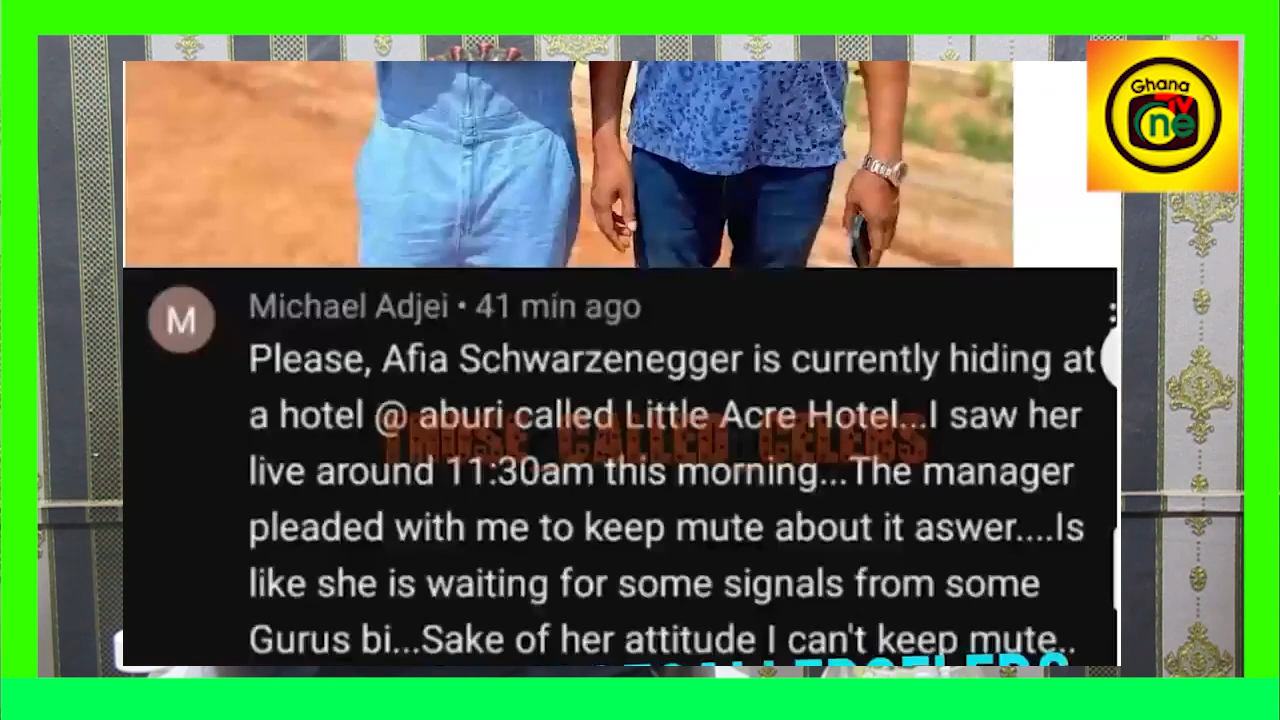 Ghana
TV
One
M
Michael Adjei • 41 min ago
Please, Afia Schwarzenegger is currently hiding at
a hotel @ aburi called Little Acre Hotel...I saw her
THOSE_CALLED_CELEBS
live around 11:30am this morning...The manager
pleaded with me to keep mute about it aswer....Is
like she is waiting for some signals from some
Gurus bi...Sake of her attitude I can't keep mute..